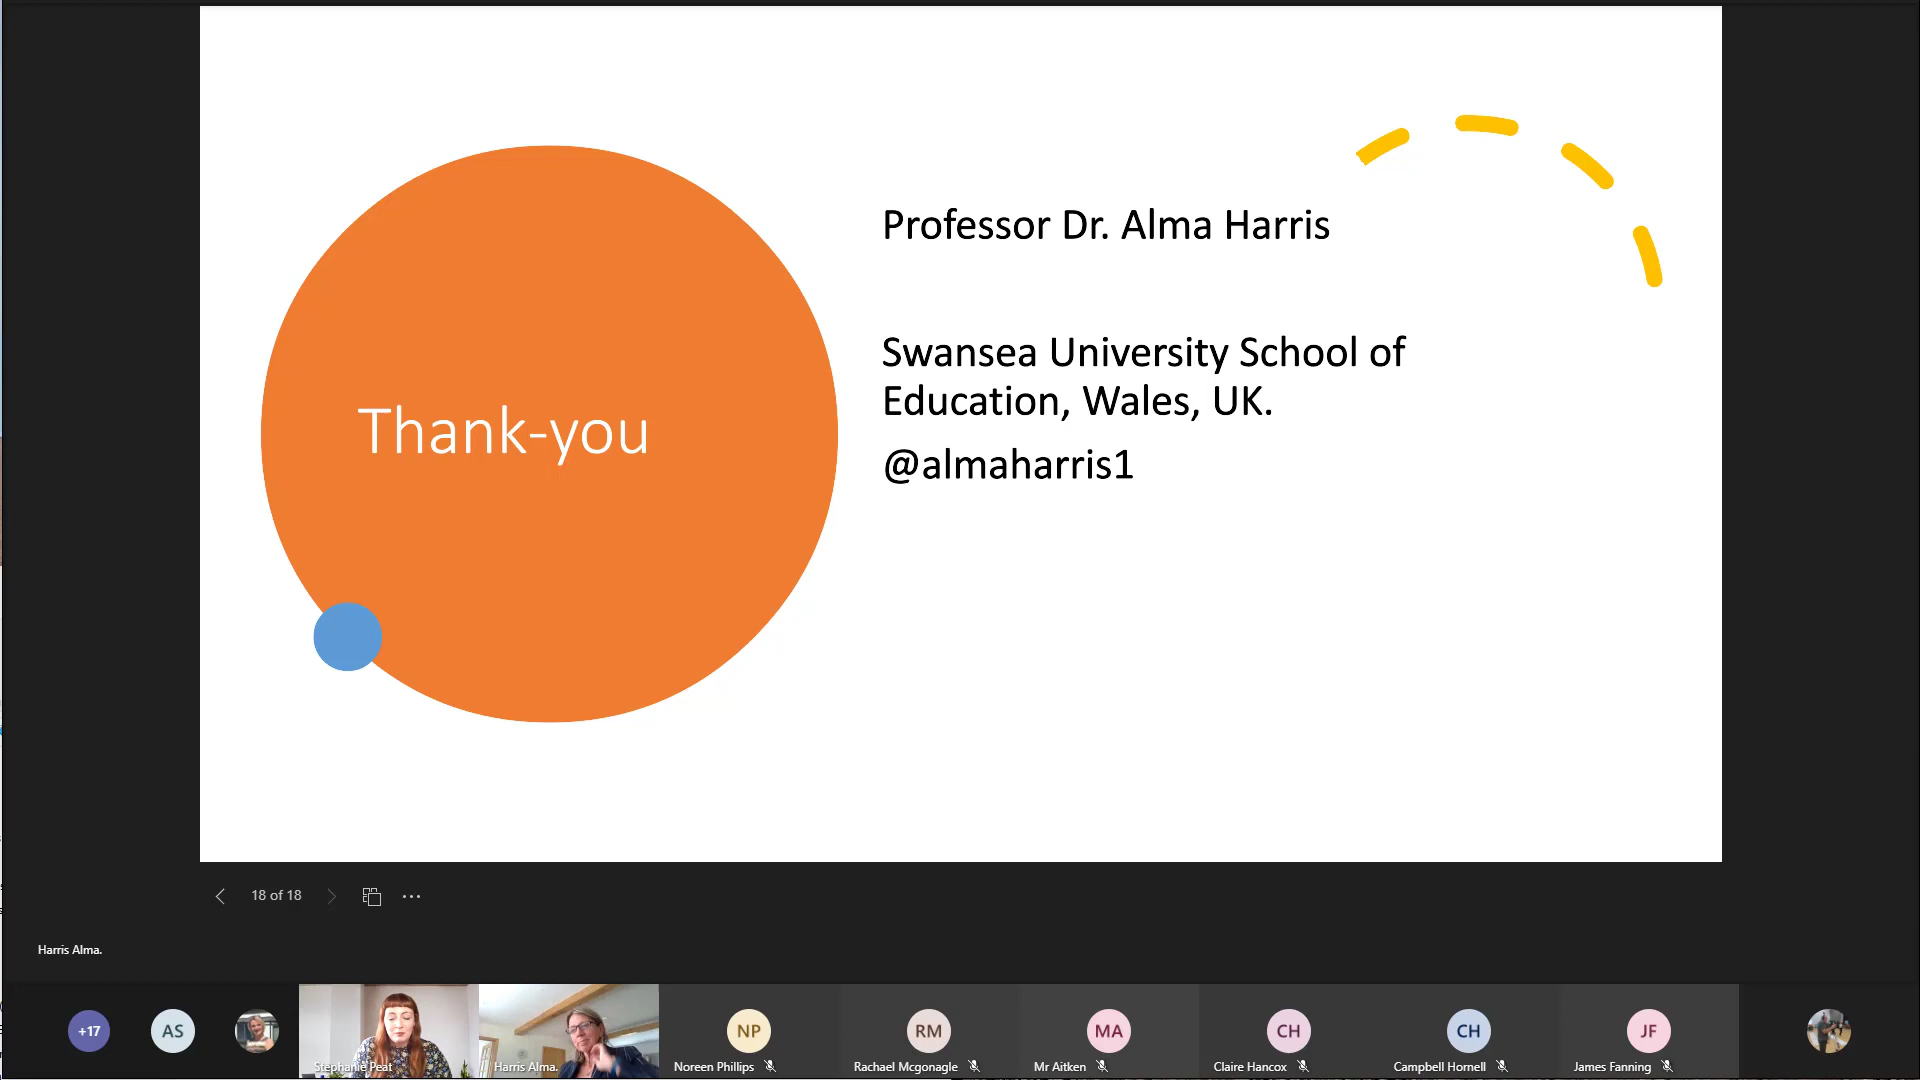 Professor Dr. Alma Harris
Swansea University School of
Education, Wales, UK.
@almaharris1
Thank-you
18 of 18
Harris Alma.
+17
AS
NP
RM
MA
CH
CH
JF
Stephanie Peat
Harris Alma.
Noreen Phillips
Rachael Mcgonagle
Mr Aitken
Claire Hancox
Campbell Hornell
James Fanning